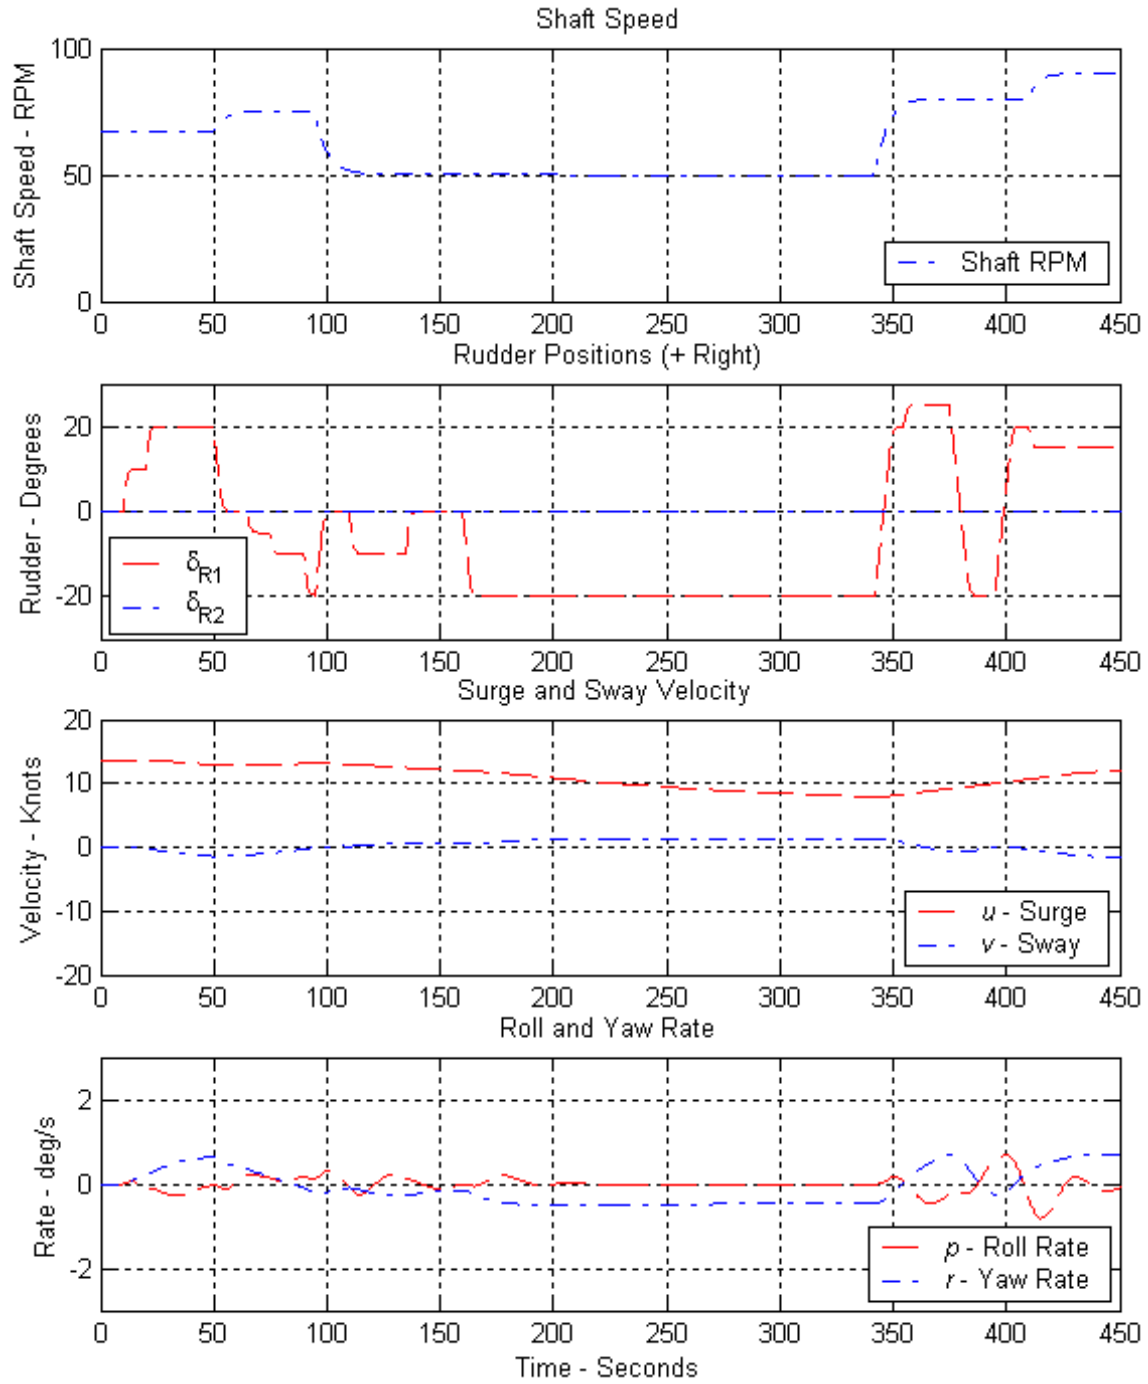 Shaft Speed
Shaft Speed - RPM
100
50
0
Shaft RPM
0 50 100 150 200 250 300 350 400 450
Rudder Positions (+ Right)
Rudder - Degrees
20
0
-20
δR1
δR2
0 50 100 150 200 250 300 350 400 450
Surge and Sway Velocity
Velocity - Knots
20
10
0
-10
-20
u - Surge
v - Sway
0 50 100 150 200 250 300 350 400 450
Roll and Yaw Rate
Rate - deg/s
2
0
-2
p - Roll Rate
r - Yaw Rate
0 50 100 150 200 250 300 350 400 450
Time - Seconds